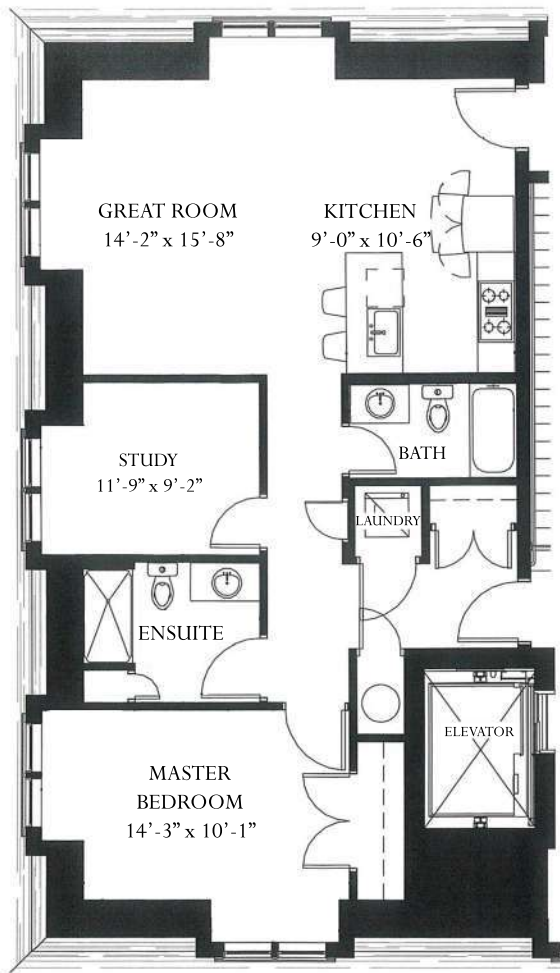 GREAT ROOM
14’-2” x 15’-8”
KITCHEN
9’-0” x 10’-6”
STUDY
11’-9” x 9’-2”
BATH
LAUNDRY
ENSUITE
ELEVATOR
MASTER
BEDROOM
14’-3” x 10’-1”